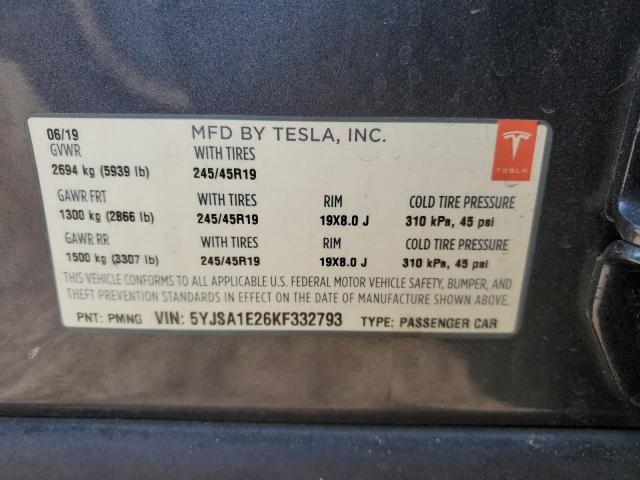 06/19 MFD BY TESLA, INC.
GVWR WITH TIRES
2694 kg (5939 lb) 245/45R19
TESLA
GAWR FRT WITH TIRES RIM COLD TIRE PRESSURE
1300 kg (2866 lb) 245/45R19 19X8.0 J 310 kPa, 45 psi
GAWR RR WITH TIRES RIM COLD TIRE PRESSURE
1500 kg (3307 lb) 245/45R19 19X8.0 J 310 kPa, 45 psi
THIS VEHICLE CONFORMS TO ALL APPLICABLE U.S. FEDERAL MOTOR VEHICLE SAFETY, BUMPER, AND
THEFT PREVENTION STANDARDS IN EFFECT ON THE DATE OF MANUFACTURE SHOWN ABOVE.
PNT: PMNG VIN: 5YJSA1E26KF332793 TYPE: PASSENGER CAR